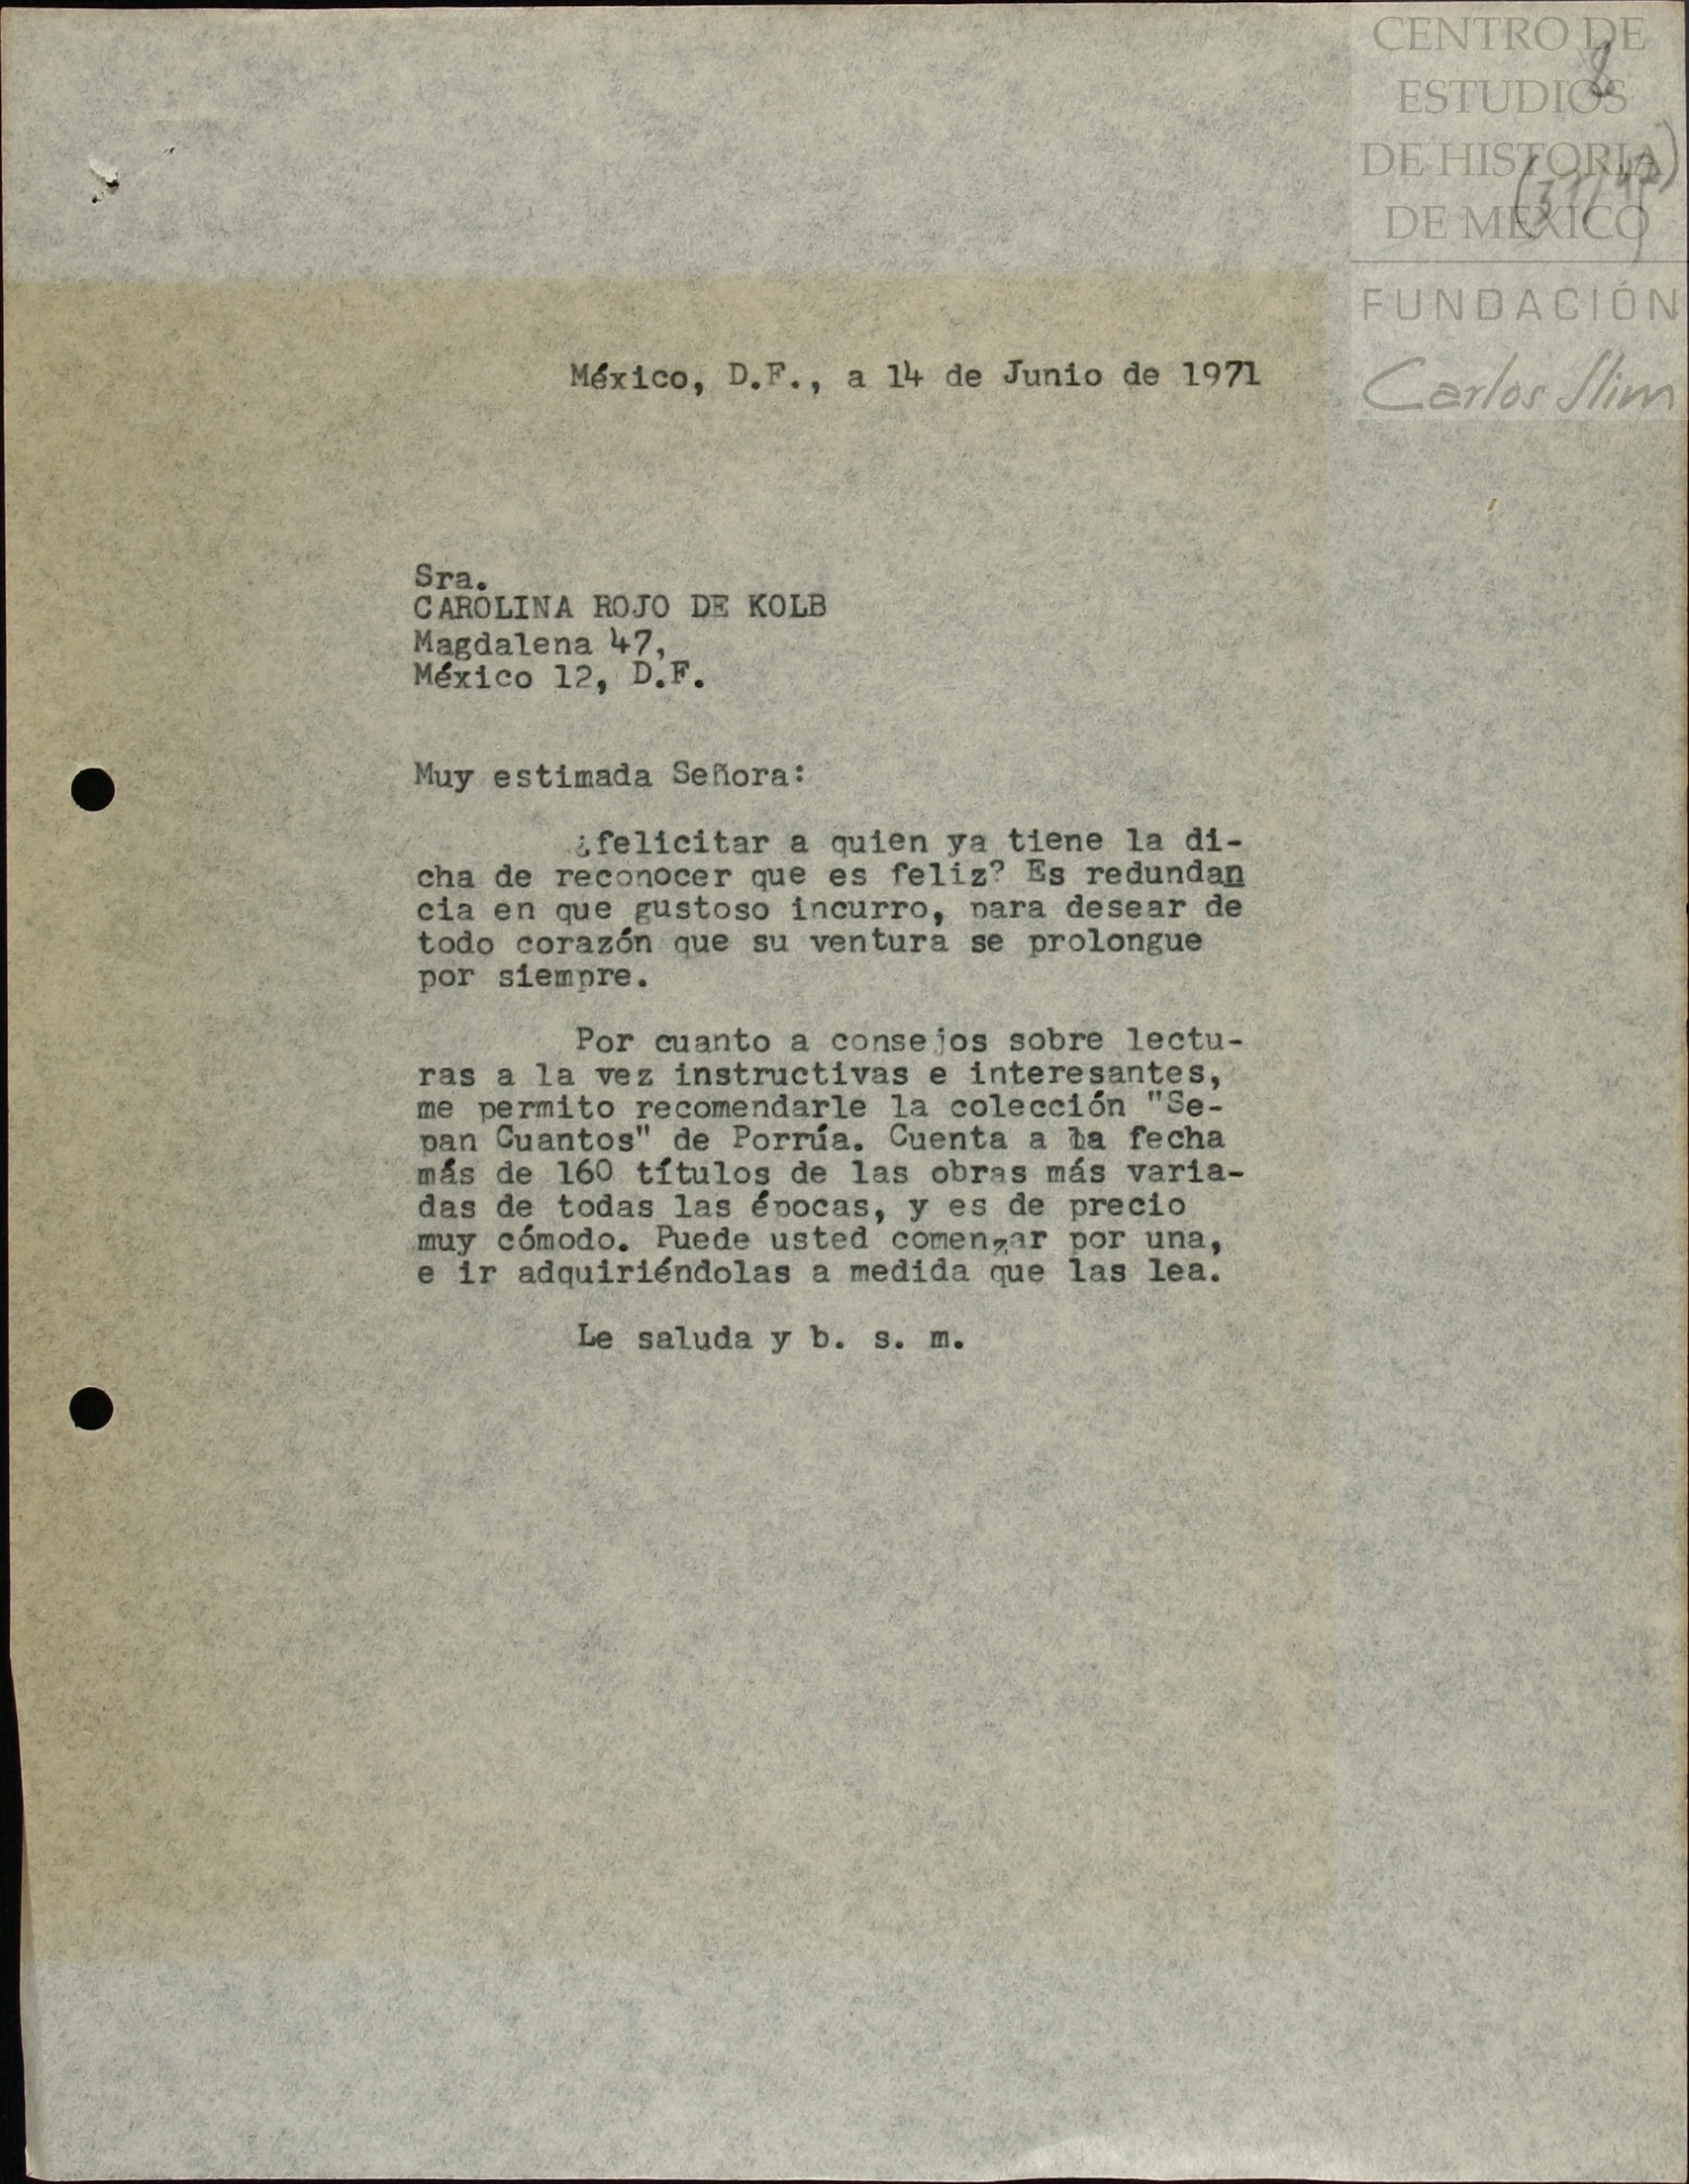 CENTRO DE
ESTUDIOS
DE HISTORIA
DE MEXICO
FUNDACIÓN
Carlos Slim
México, D.F., a 14 de Junio de 1971
Sra.
CAROLINA ROJO DE KOLB
Magdalena 47,
México 12, D.F.
Muy estimada Señora:
¿felicitar a quien ya tiene la di-
cha de reconocer que es feliz? Es redundan
cia en que gustoso incurro, para desear de
todo corazón que su ventura se prolongue
por siempre.
Por cuanto a consejos sobre lectu-
ras a la vez instructivas e interesantes,
me permito recomendarle la colección "Se-
pan Cuantos" de Porrúa. Cuenta a la fecha
más de 160 títulos de las obras más varia-
das de todas las épocas, y es de precio
muy cómodo. Puede usted comenzar por una,
e ir adquiriéndolas a medida que las lea.
Le saluda y b. s. m.